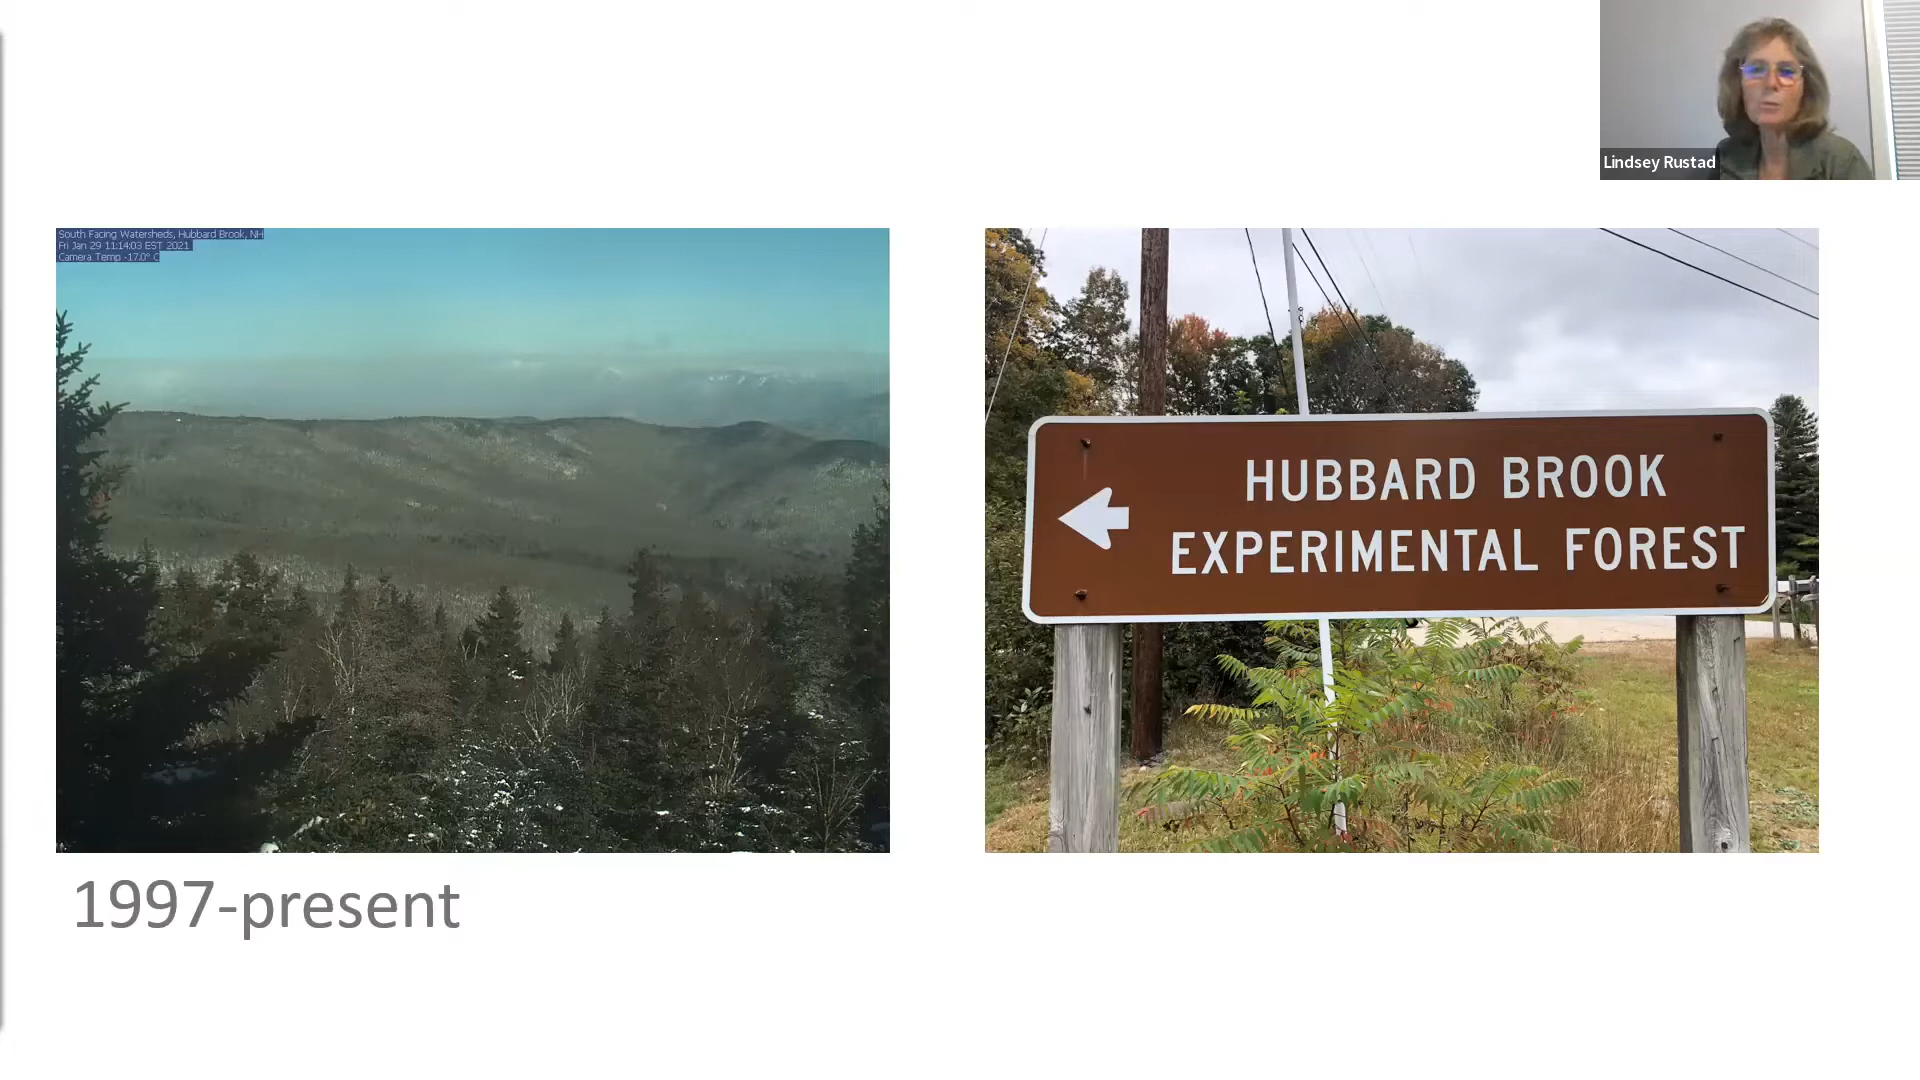 Lindsey Rustad
South Facing Watersheds, Hubbard Brook, NH
Fri Jan 29 11:14:03 EST 2021
Camera Temp -17.0° C
HUBBARD BROOK
EXPERIMENTAL FOREST
1997-present